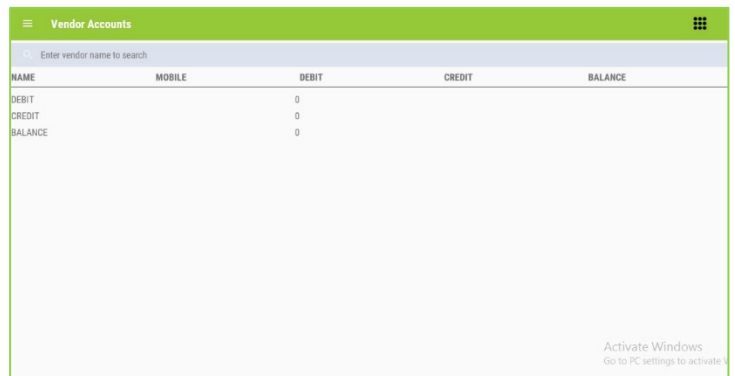 Vendor Accounts
Enter vendor name to search
NAME MOBILE DEBIT CREDIT BALANCE
DEBIT 0
CREDIT 0
BALANCE 0
Activate Windows
Go to PC settings to activate